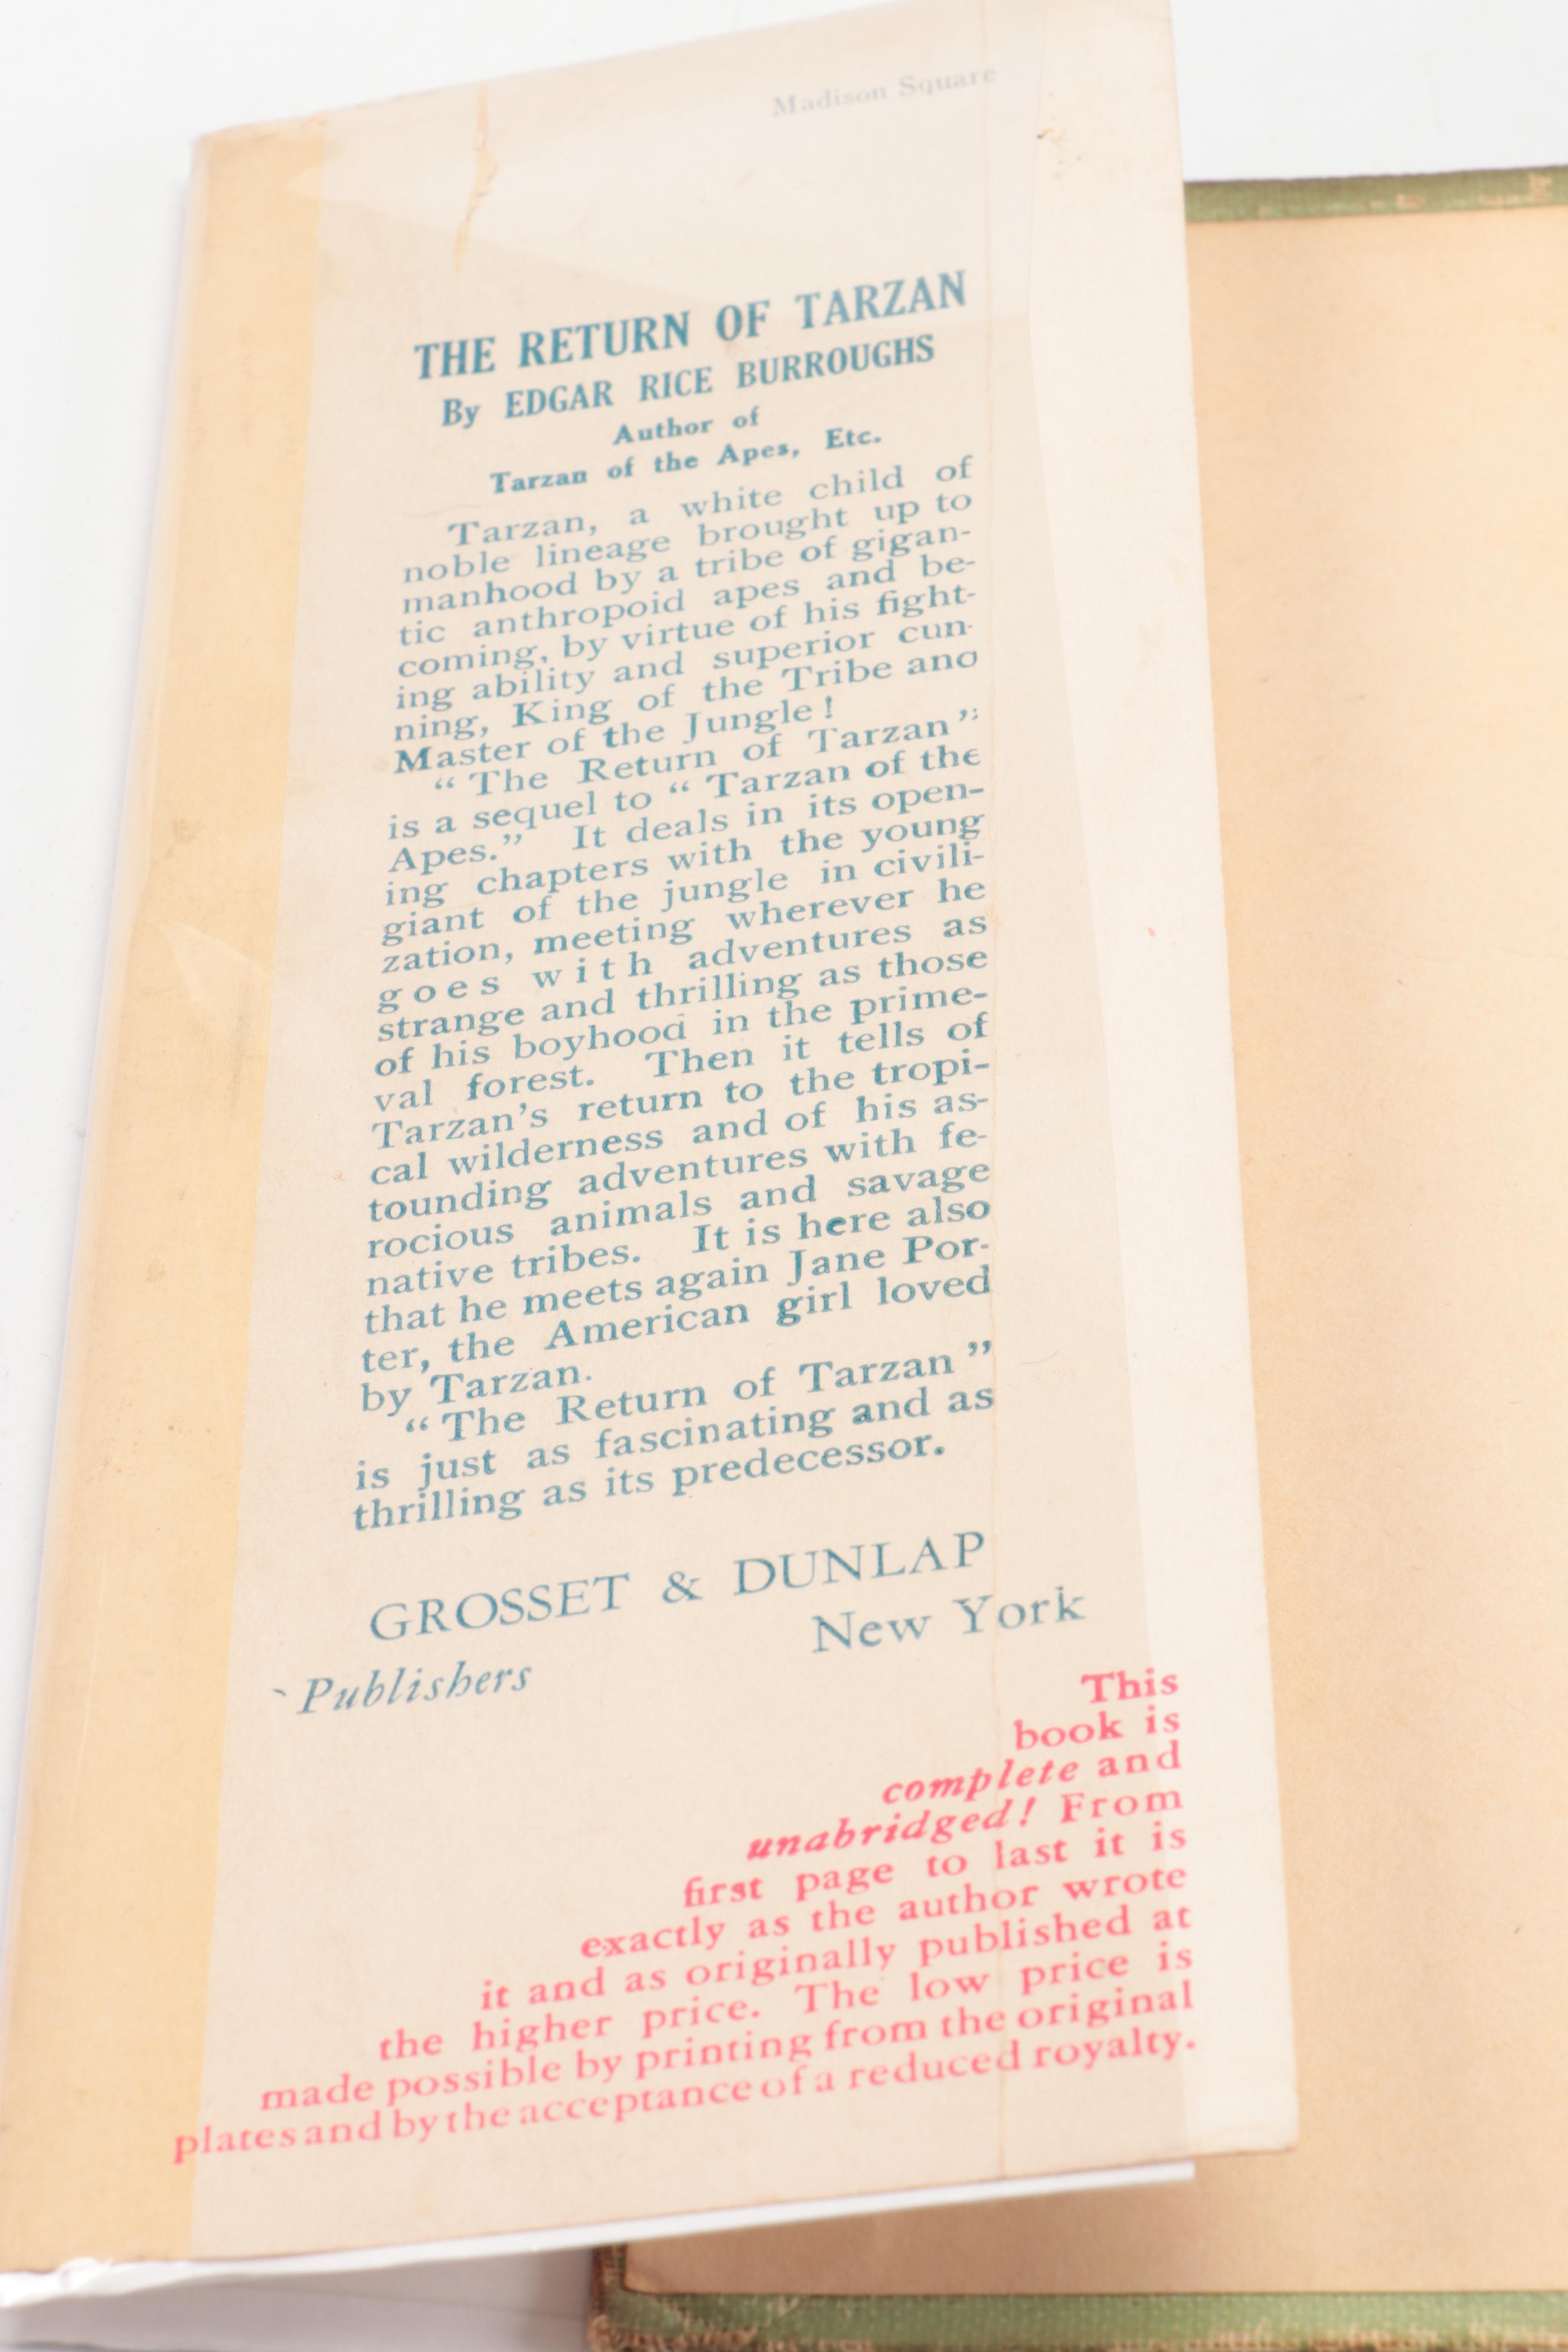 Madison Square
THE RETURN OF TARZAN
By EDGAR RICE BURROUGHS
Author of
Tarzan of the Apes, Etc.
Tarzan, a white child of
noble lineage brought up to
manhood by a tribe of gigan-
tic anthropoid apes and be-
coming, by virtue of his fight-
ing ability and superior cun-
ning, King of the Tribe and
Master of the Jungle!
"The Return of Tarzan"
is a sequel to "Tarzan of the
Apes." It deals in its open-
ing chapters with the young
giant of the jungle in civili-
zation, meeting wherever he
goes with adventures as
strange and thrilling as those
of his boyhood in the prime-
val forest. Then it tells of
Tarzan's return to the tropi-
cal wilderness and of his as-
tounding adventures with fe-
rocious animals and savage
native tribes. It is here also
that he meets again Jane Por-
ter, the American girl loved
by Tarzan.
"The Return of Tarzan"
is just as fascinating and as
thrilling as its predecessor.
GROSSET & DUNLAP
Publishers New York
This
book is
complete and
unabridged! From
first page to last it is
exactly as the author wrote
it and as originally published at
the higher price. The low price is
made possible by printing from the original
plates and by the acceptance of a reduced royalty.